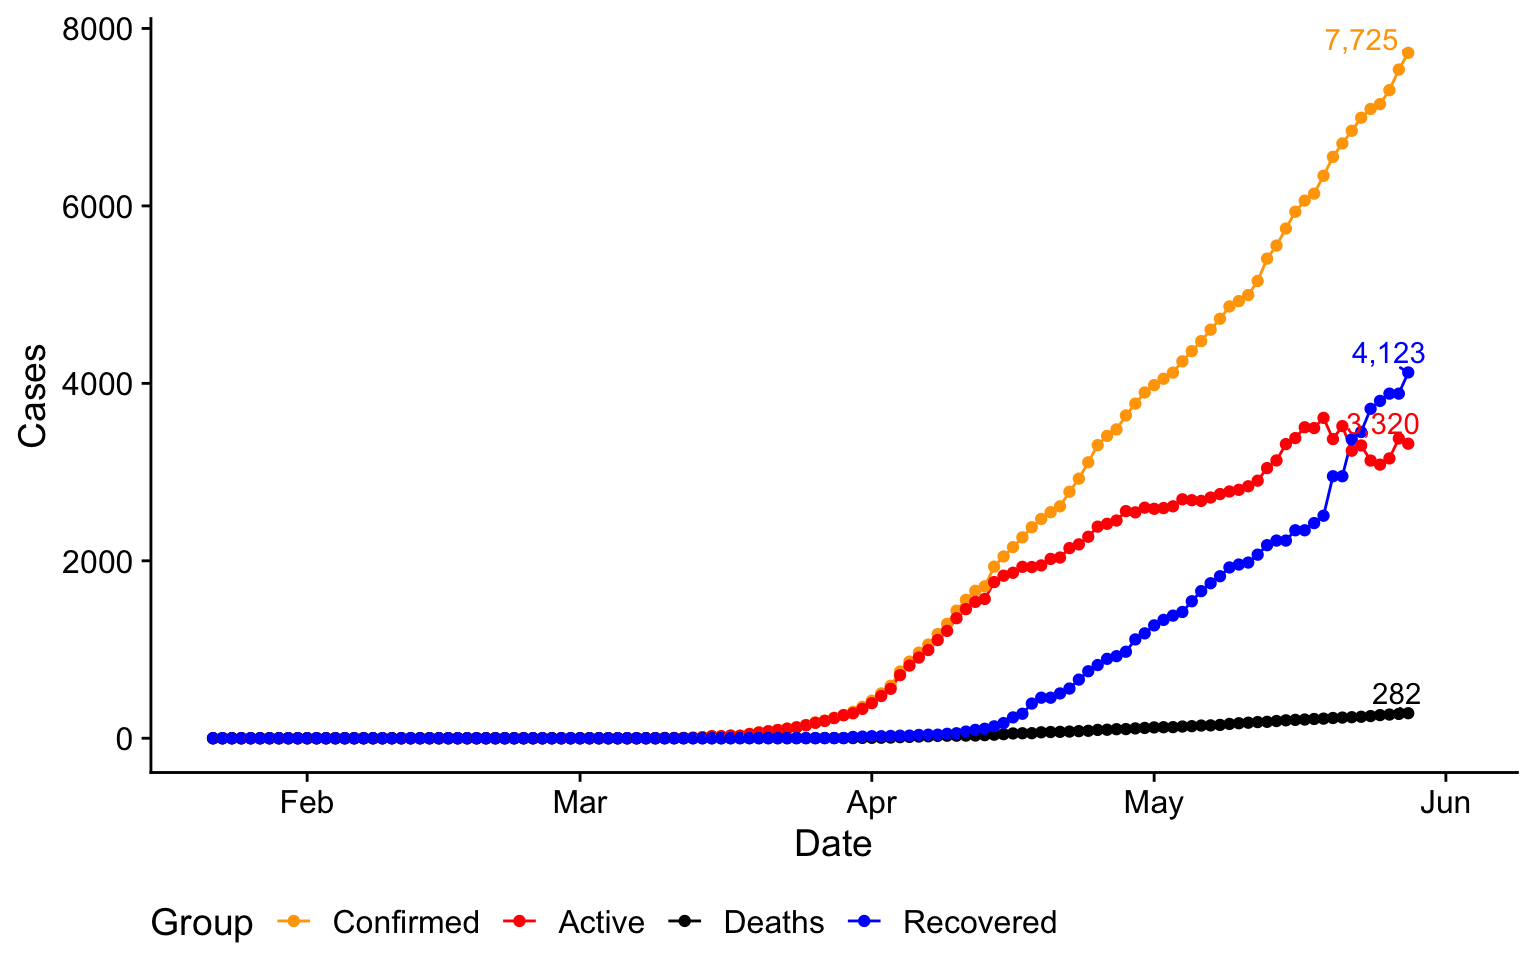 8000
7,725
6000
4,123
4000
3,320
Cases
2000
282
0
Feb Mar Apr May Jun
Date
Group Confirmed Active Deaths Recovered